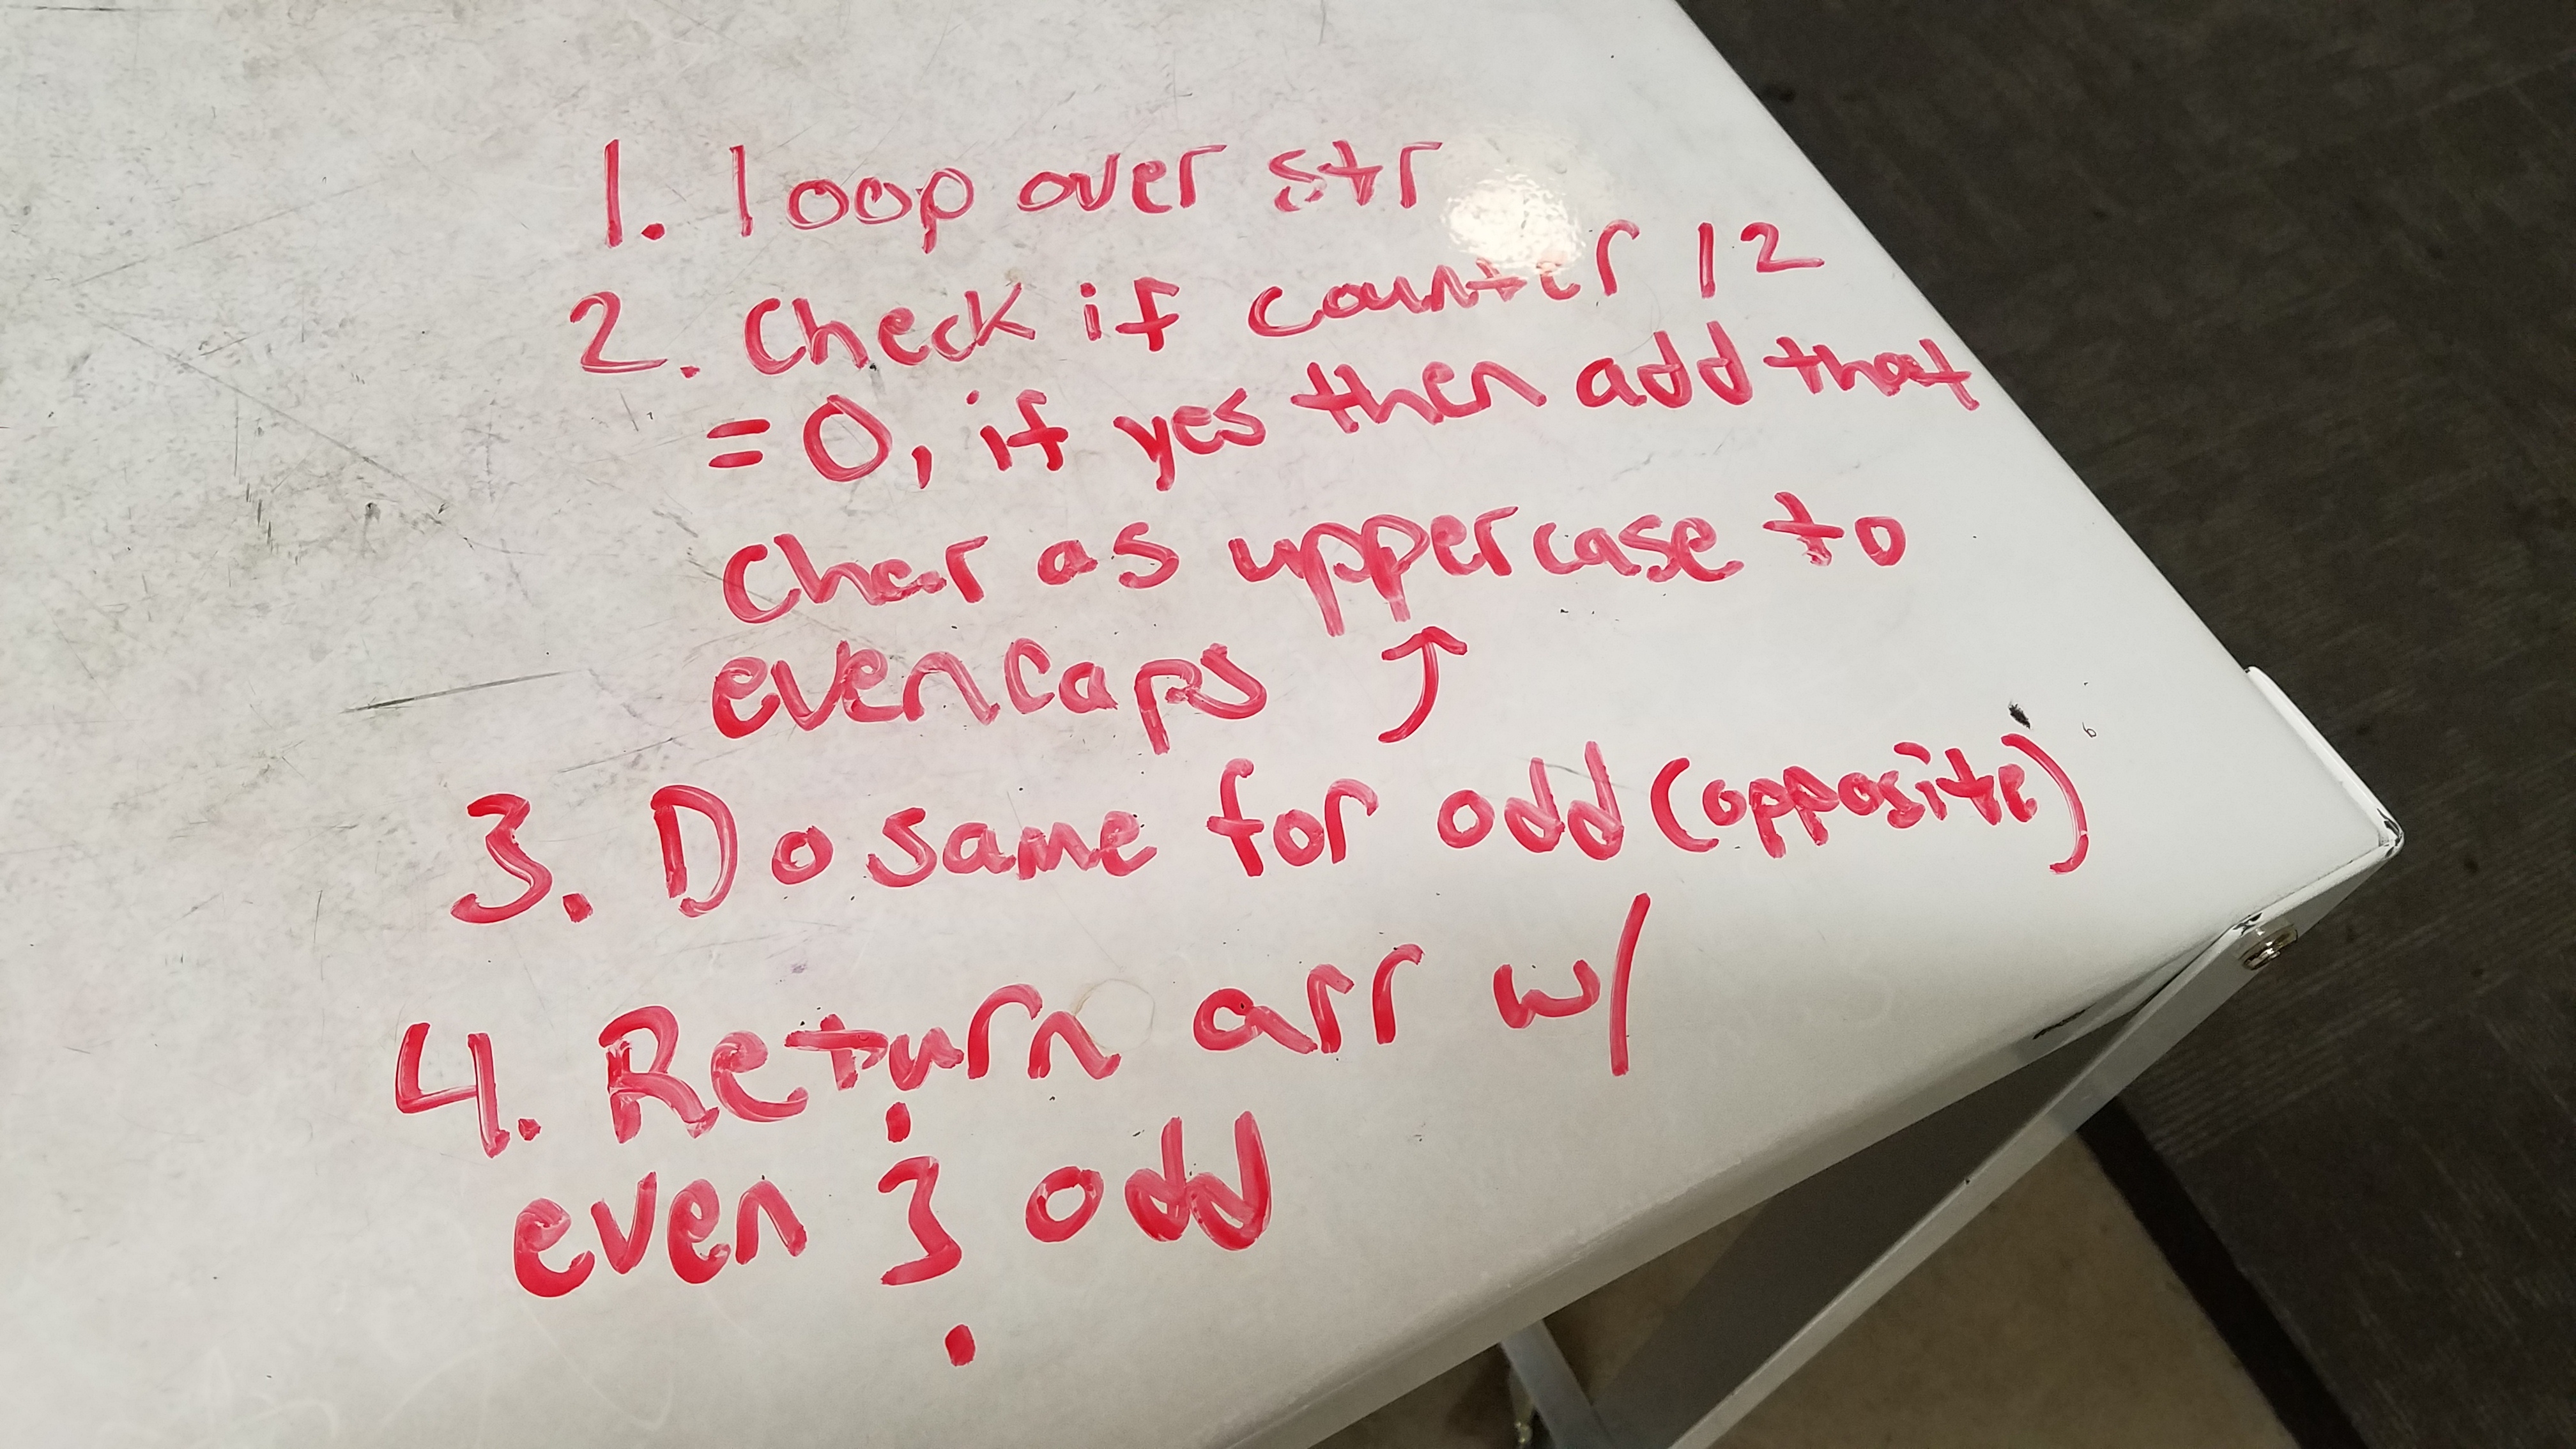 1. loop over str
2. Check if counter /2
= 0, if yes then add that
char as uppercase to
evencaps ↑
3. Do same for odd (opposite)
4. Return arr w/
even & odd